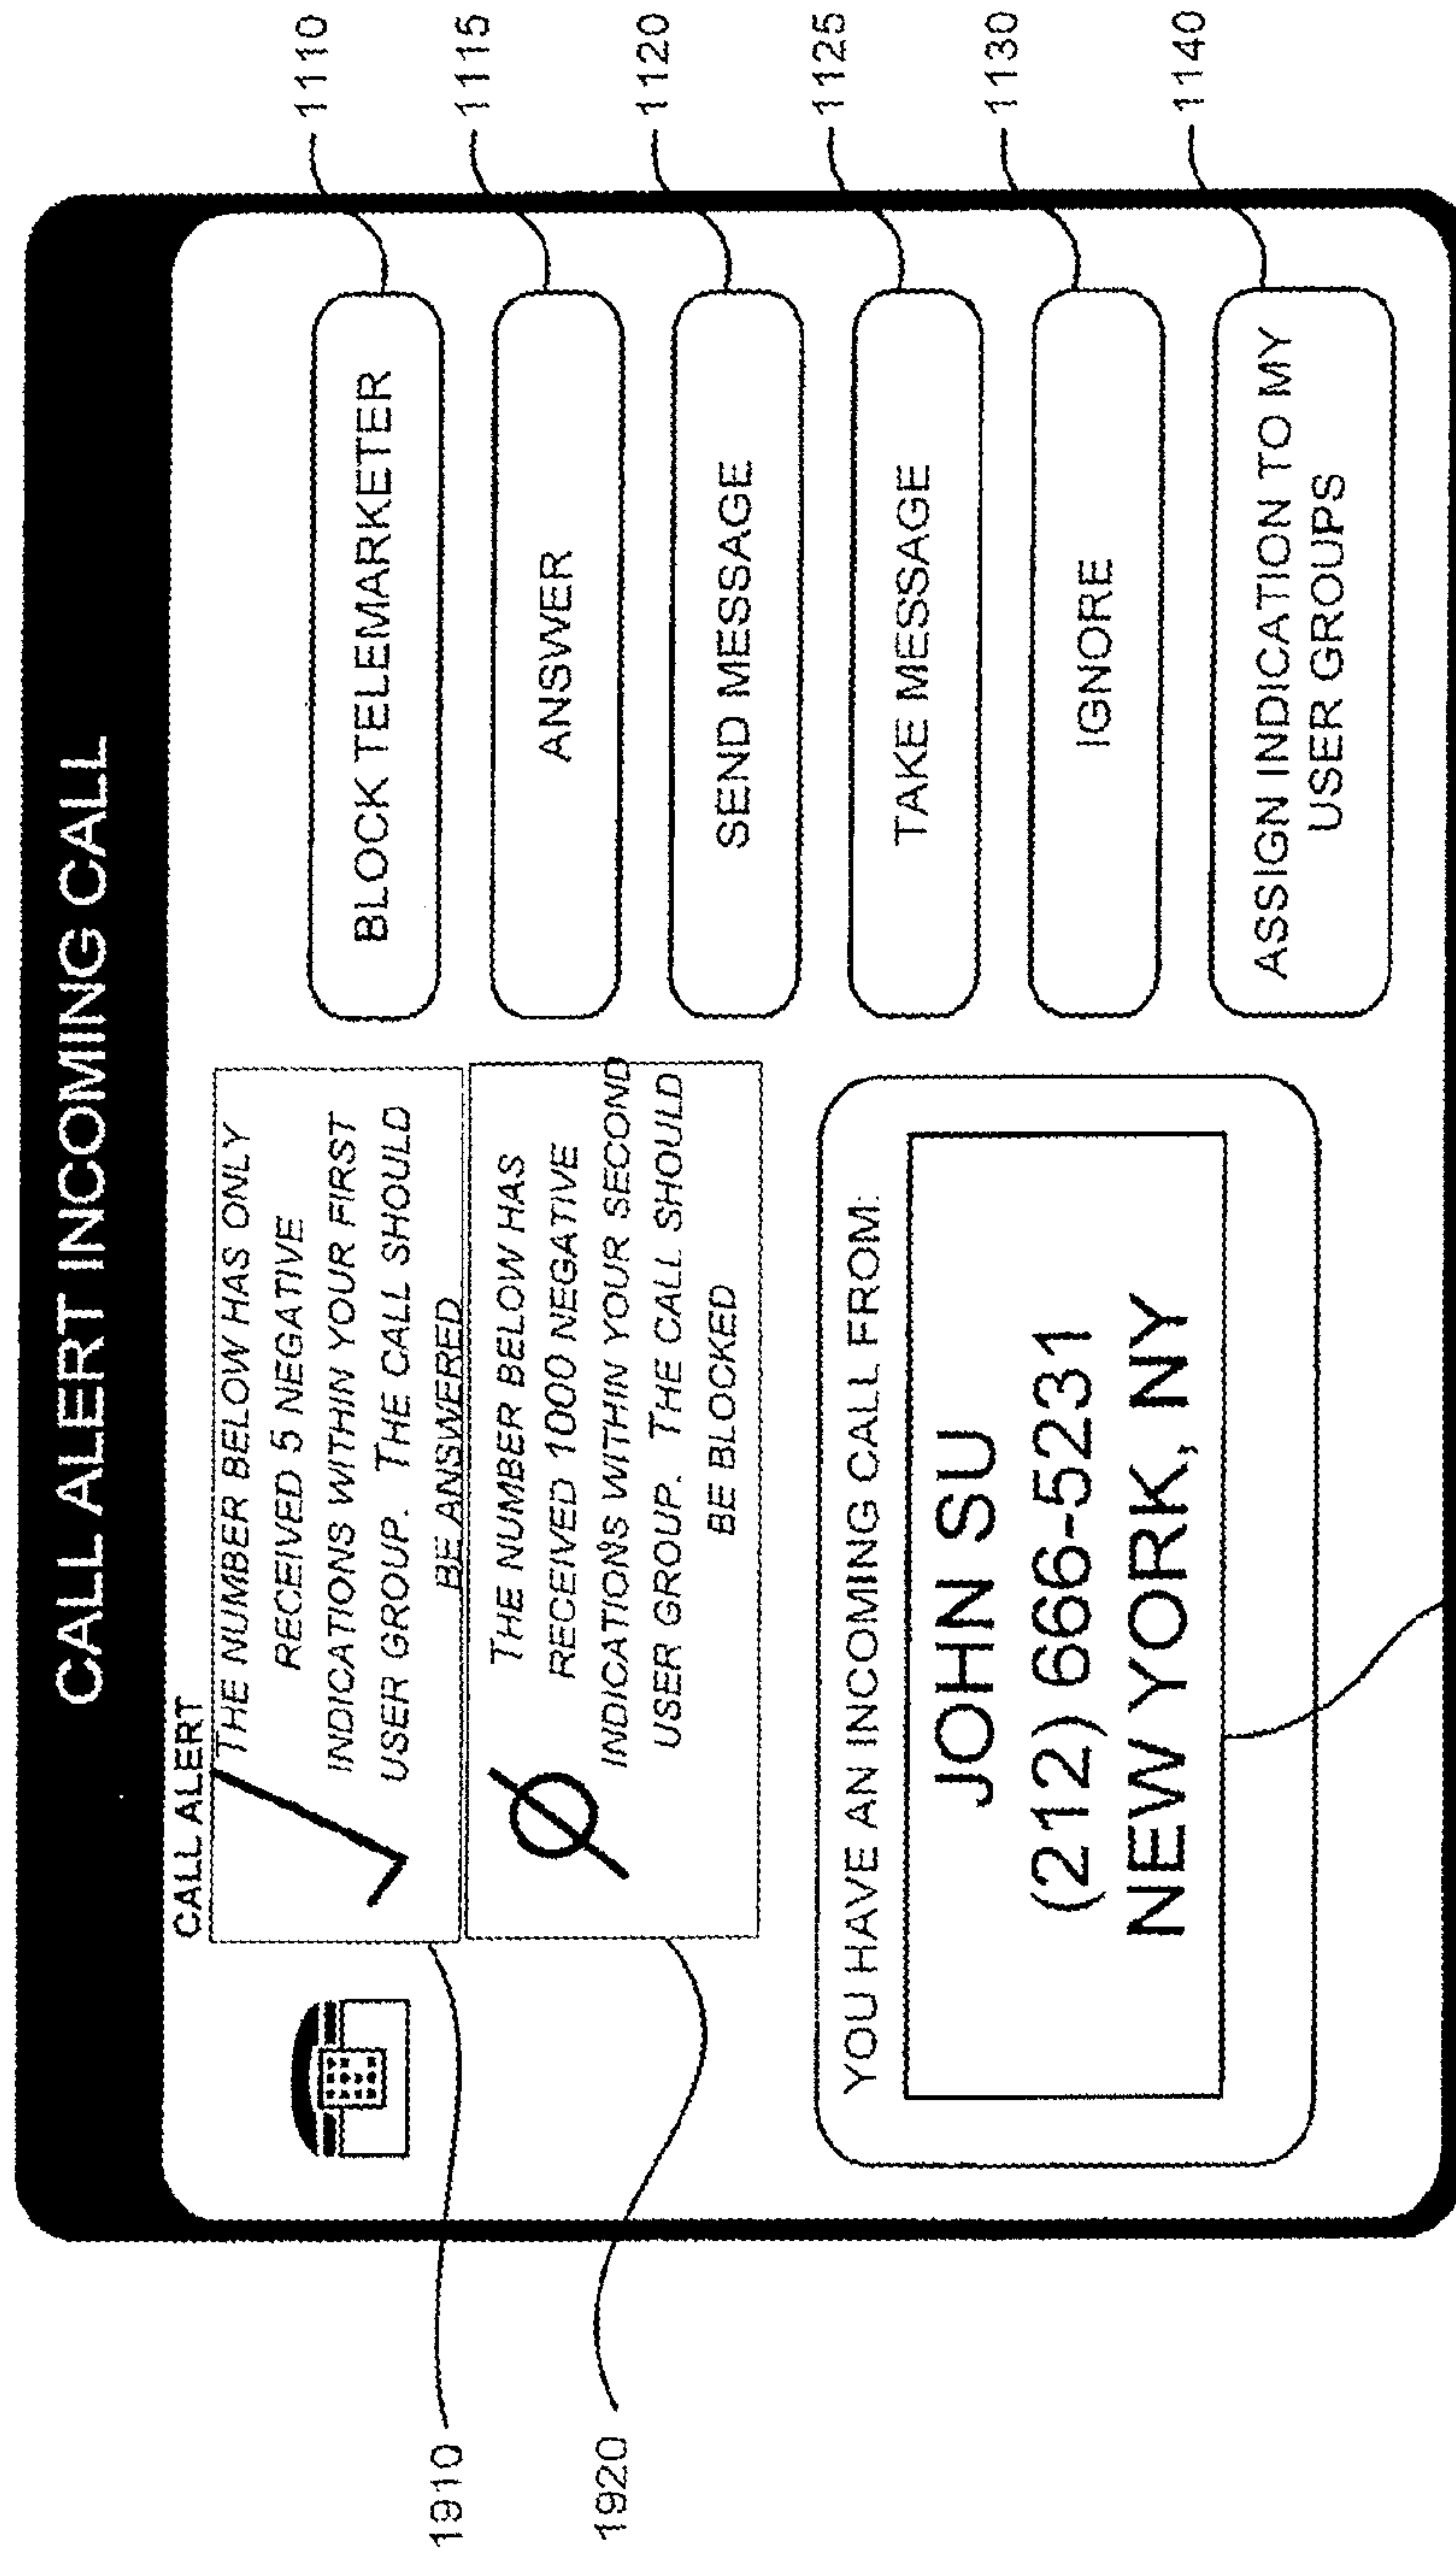 CALL ALERT INCOMING CALL
CALL ALERT
THE NUMBER BELOW HAS ONLY
RECEIVED 5 NEGATIVE
INDICATIONS WITHIN YOUR FIRST
USER GROUP. THE CALL SHOULD
BE ANSWERED
THE NUMBER BELOW HAS
RECEIVED 1000 NEGATIVE
INDICATIONS WITHIN YOUR SECOND
USER GROUP. THE CALL SHOULD
BE BLOCKED
1910
1920
YOU HAVE AN INCOMING CALL FROM:
JOHN SU
(212) 666-5231
NEW YORK, NY
BLOCK TELEMARKETER
1110
ANSWER
1115
SEND MESSAGE
1120
TAKE MESSAGE
1125
IGNORE
1130
ASSIGN INDICATION TO MY
USER GROUPS
1140